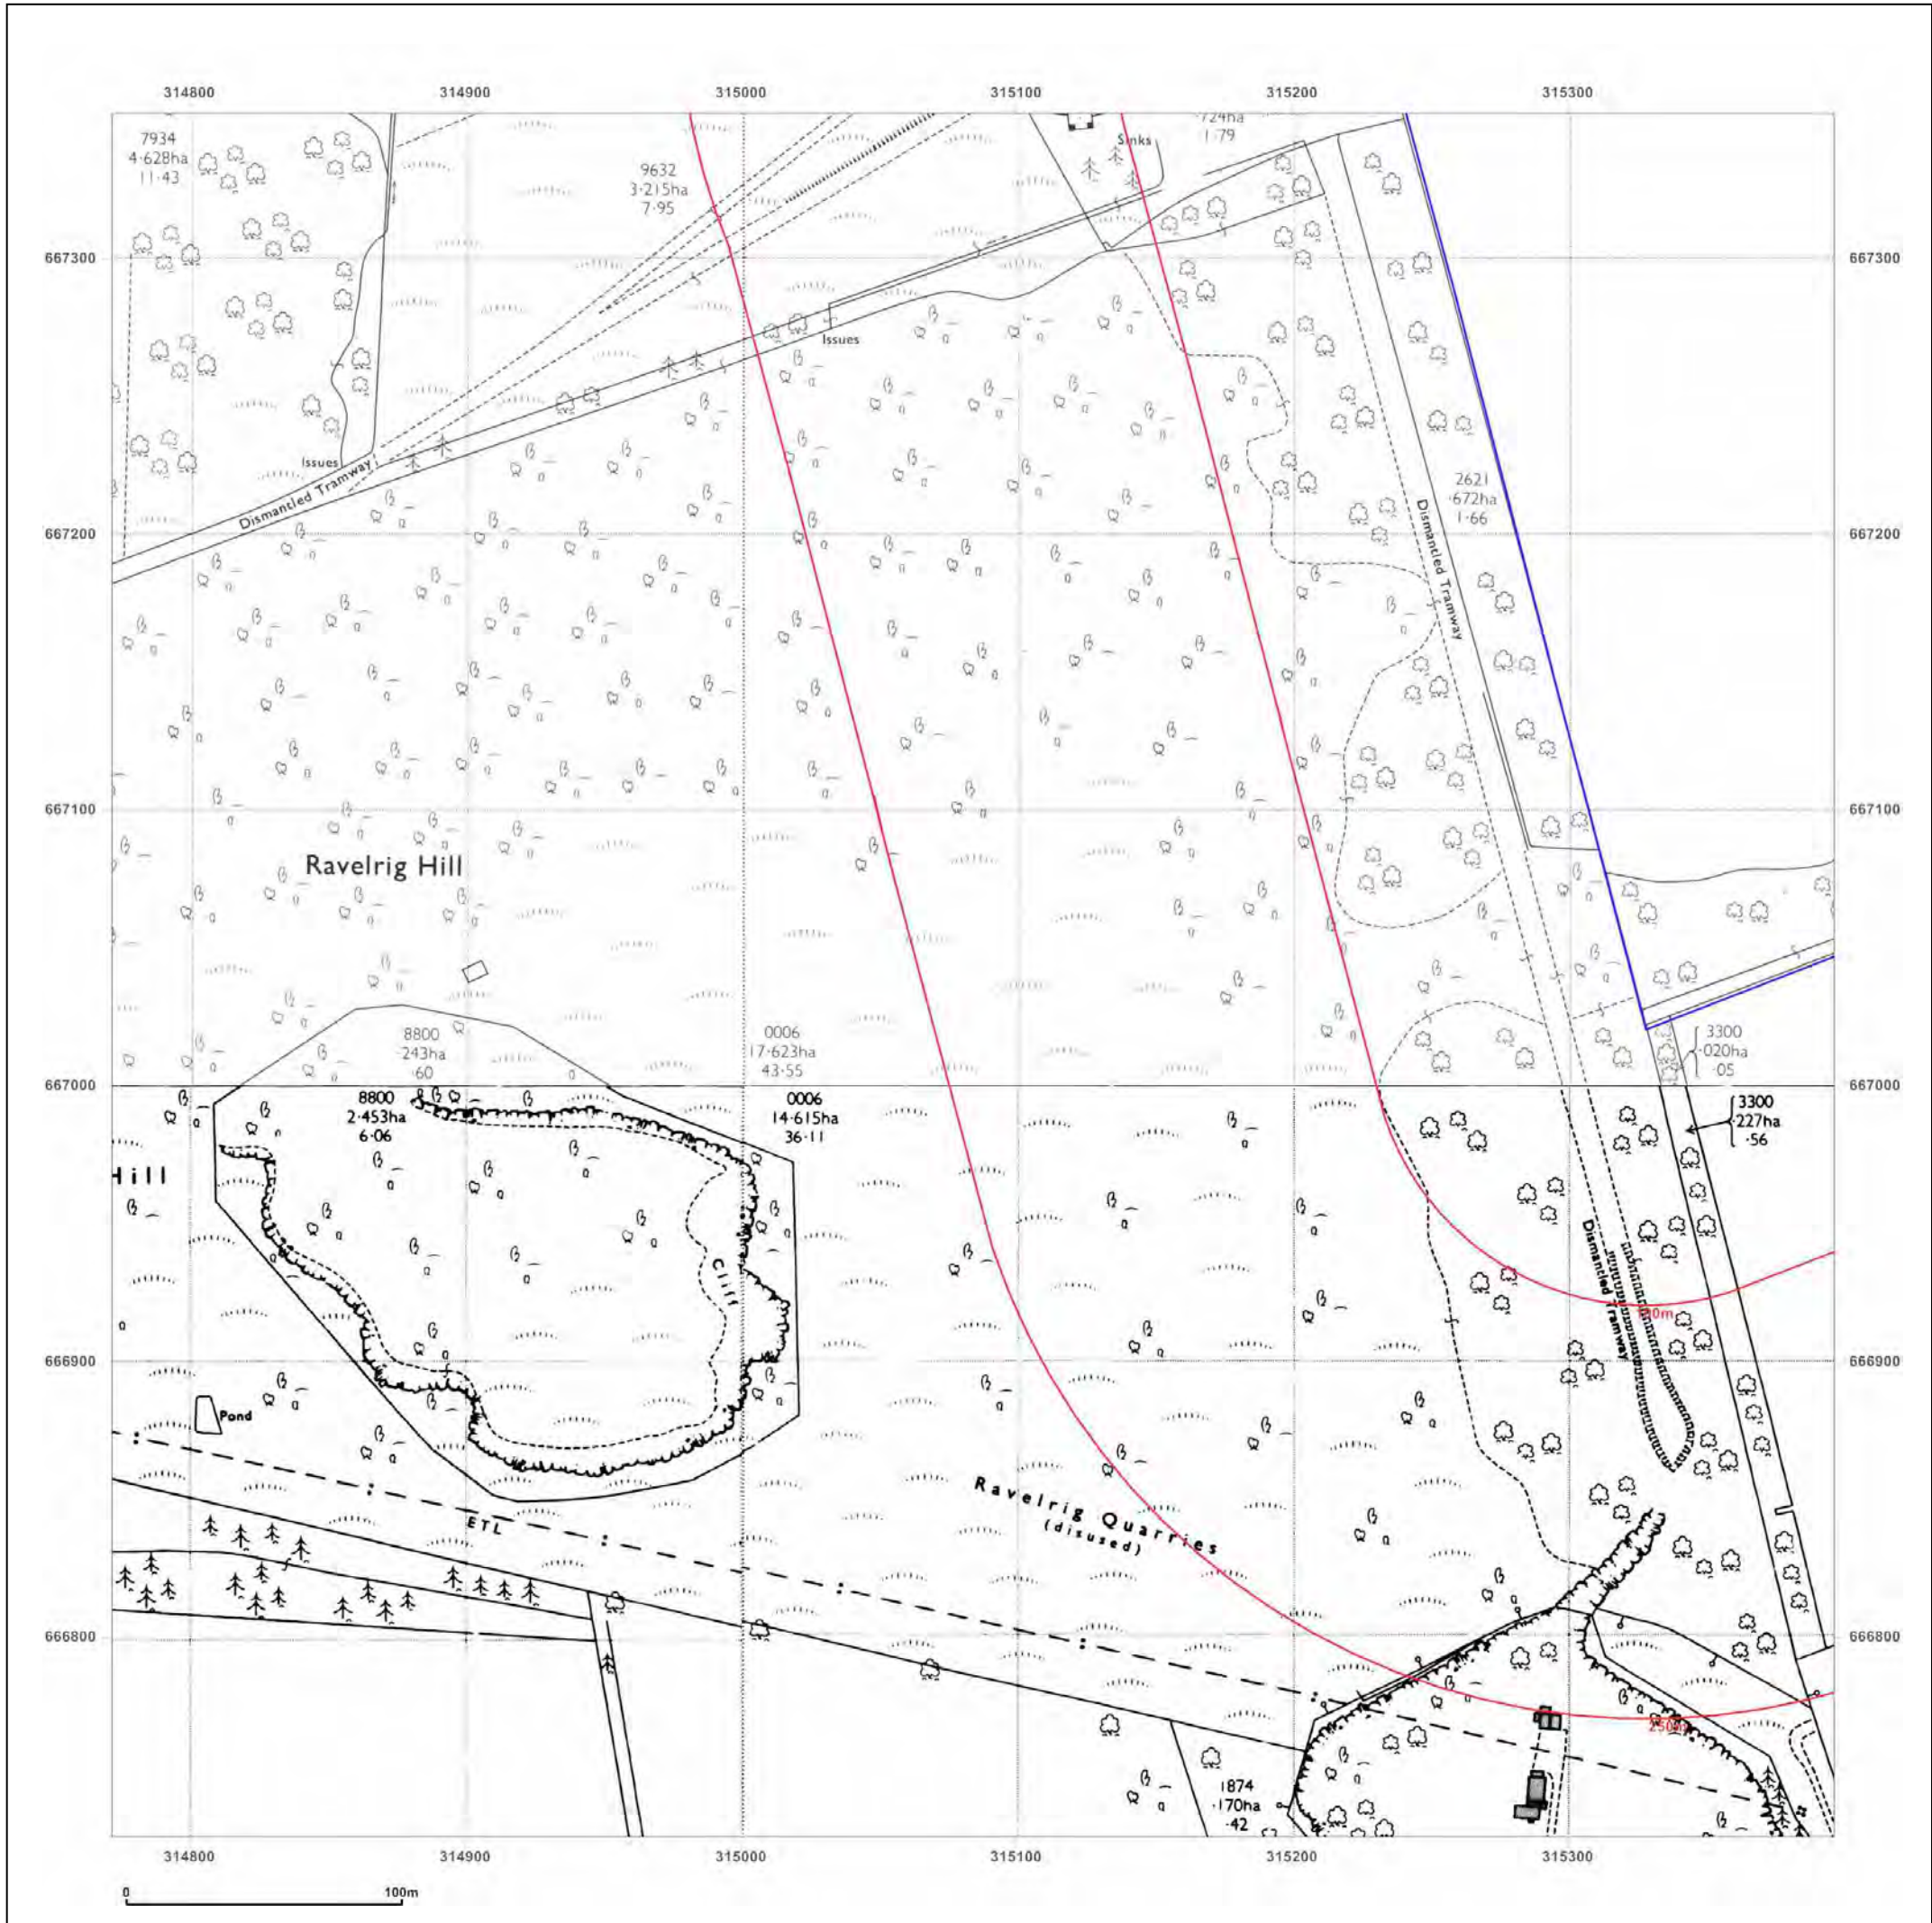 314800
314900
315000
315100
315200
315300
7934
4·628ha
11·43
9632
3·215ha
7·95
·724ha
1·79
Sinks
667300
667300
Issues
Issues
Dismantled Tramway
2621
·672ha
1·66
Dismantled Tramway
667200
667200
667100
667100
Ravelrig Hill
8800
·243ha
·60
0006
17·623ha
43·55
3300
·020ha
·05
667000
667000
8800
2·453ha
6·06
0006
14·615ha
36·11
3300
·227ha
·56
Hill
Cliff
Dismantled Tramway
100m
666900
666900
Pond
ETL
Ravelrig Quarries
(disused)
666800
666800
250m
1874
·170ha
·42
314800
314900
315000
315100
315200
315300
0
100m